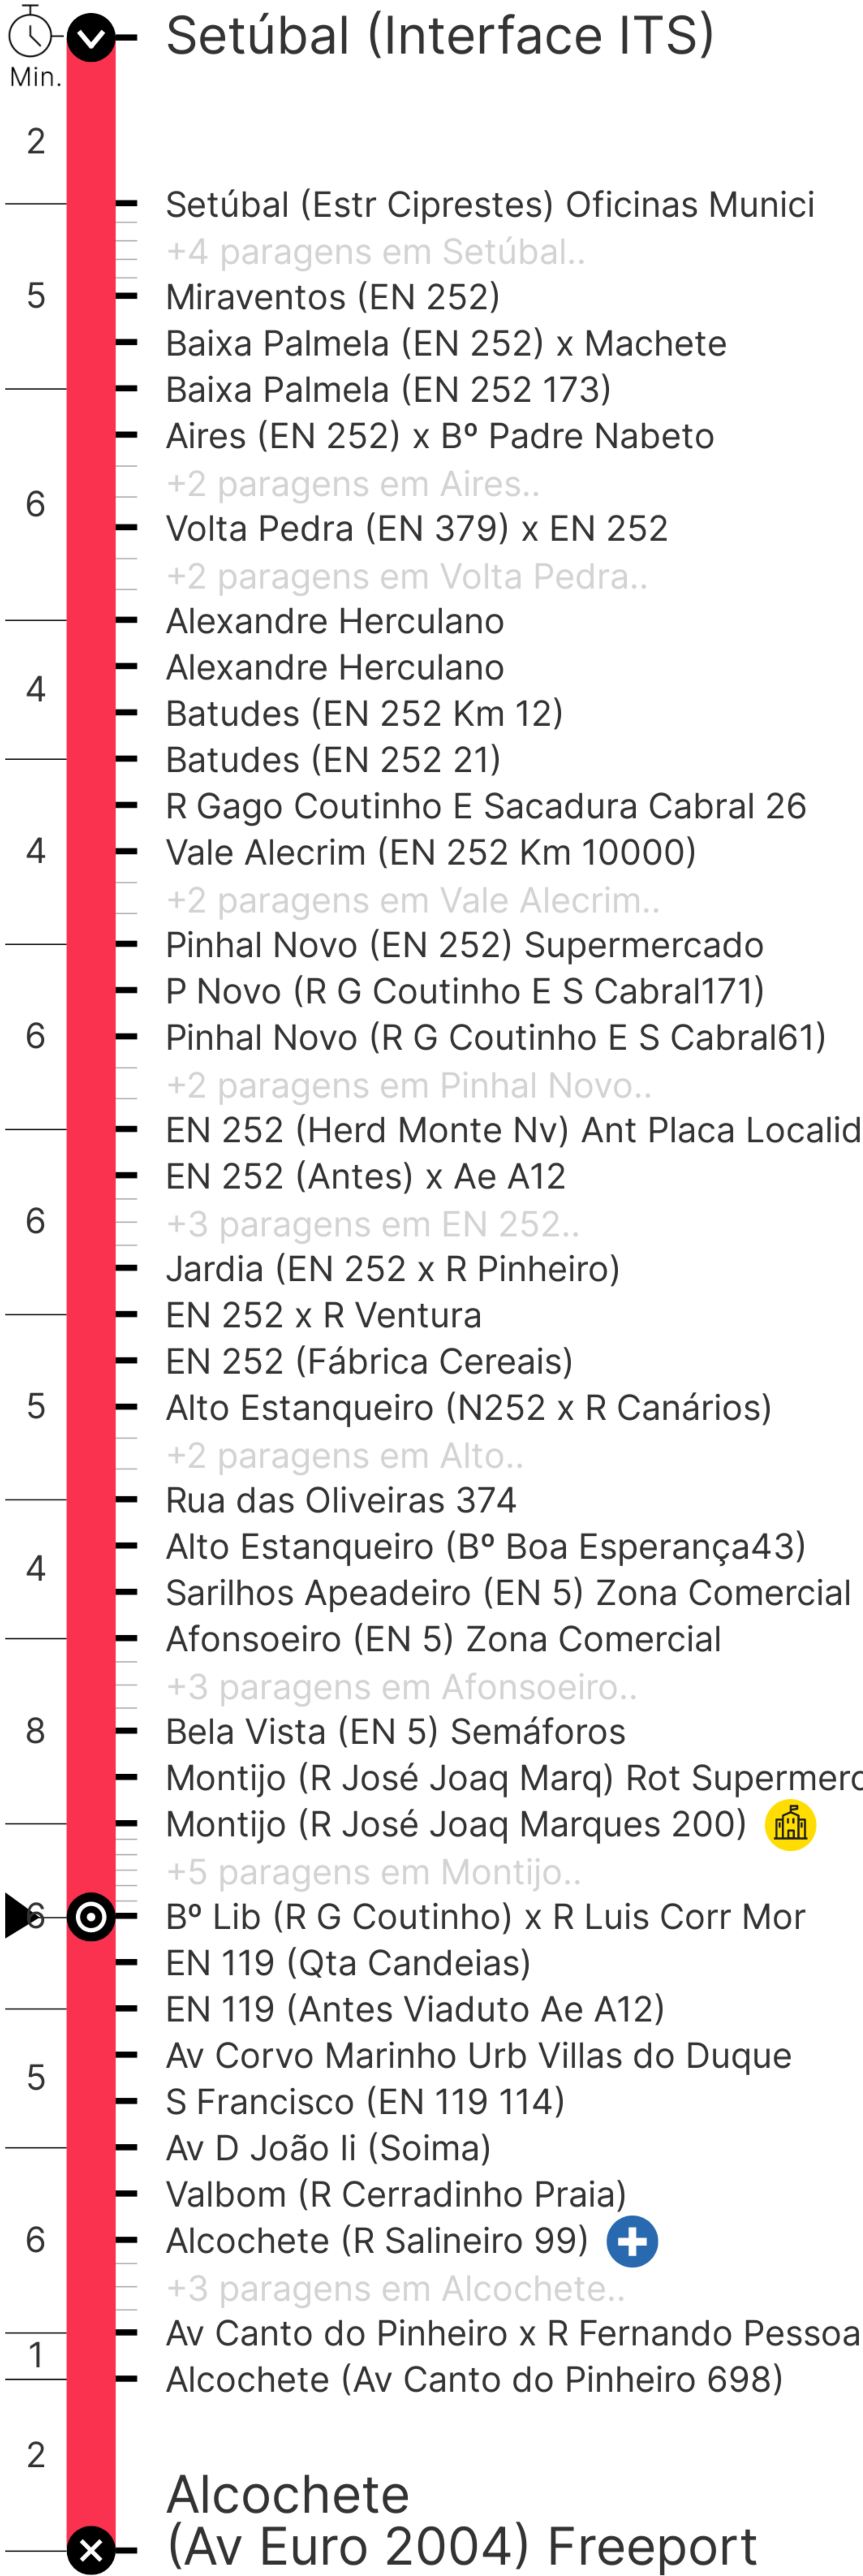 Setúbal (Interface ITS)
Min.
2
Setúbal (Estr Ciprestes) Oficinas Munici
+4 paragens em Setúbal..
5
Miraventos (EN 252)
Baixa Palmela (EN 252) x Machete
Baixa Palmela (EN 252 173)
Aires (EN 252) x Bº Padre Nabeto
+2 paragens em Aires..
6
Volta Pedra (EN 379) x EN 252
+2 paragens em Volta Pedra..
Alexandre Herculano
Alexandre Herculano
4
Batudes (EN 252 Km 12)
Batudes (EN 252 21)
R Gago Coutinho E Sacadura Cabral 26
4
Vale Alecrim (EN 252 Km 10000)
+2 paragens em Vale Alecrim..
Pinhal Novo (EN 252) Supermercado
P Novo (R G Coutinho E S Cabral171)
6
Pinhal Novo (R G Coutinho E S Cabral61)
+2 paragens em Pinhal Novo..
EN 252 (Herd Monte Nv) Ant Placa Localid
EN 252 (Antes) x Ae A12
6
+3 paragens em EN 252..
Jardia (EN 252 x R Pinheiro)
EN 252 x R Ventura
EN 252 (Fábrica Cereais)
5
Alto Estanqueiro (N252 x R Canários)
+2 paragens em Alto..
Rua das Oliveiras 374
Alto Estanqueiro (Bº Boa Esperança43)
4
Sarilhos Apeadeiro (EN 5) Zona Comercial
Afonsoeiro (EN 5) Zona Comercial
+3 paragens em Afonsoeiro..
8
Bela Vista (EN 5) Semáforos
Montijo (R José Joaq Marq) Rot Supermerc
Montijo (R José Joaq Marques 200)
+5 paragens em Montijo..
6
Bº Lib (R G Coutinho) x R Luis Corr Mor
EN 119 (Qta Candeias)
EN 119 (Antes Viaduto Ae A12)
Av Corvo Marinho Urb Villas do Duque
5
S Francisco (EN 119 114)
Av D João Ii (Soima)
Valbom (R Cerradinho Praia)
6
Alcochete (R Salineiro 99)
+3 paragens em Alcochete..
Av Canto do Pinheiro x R Fernando Pessoa
1
Alcochete (Av Canto do Pinheiro 698)
2
Alcochete
(Av Euro 2004) Freeport